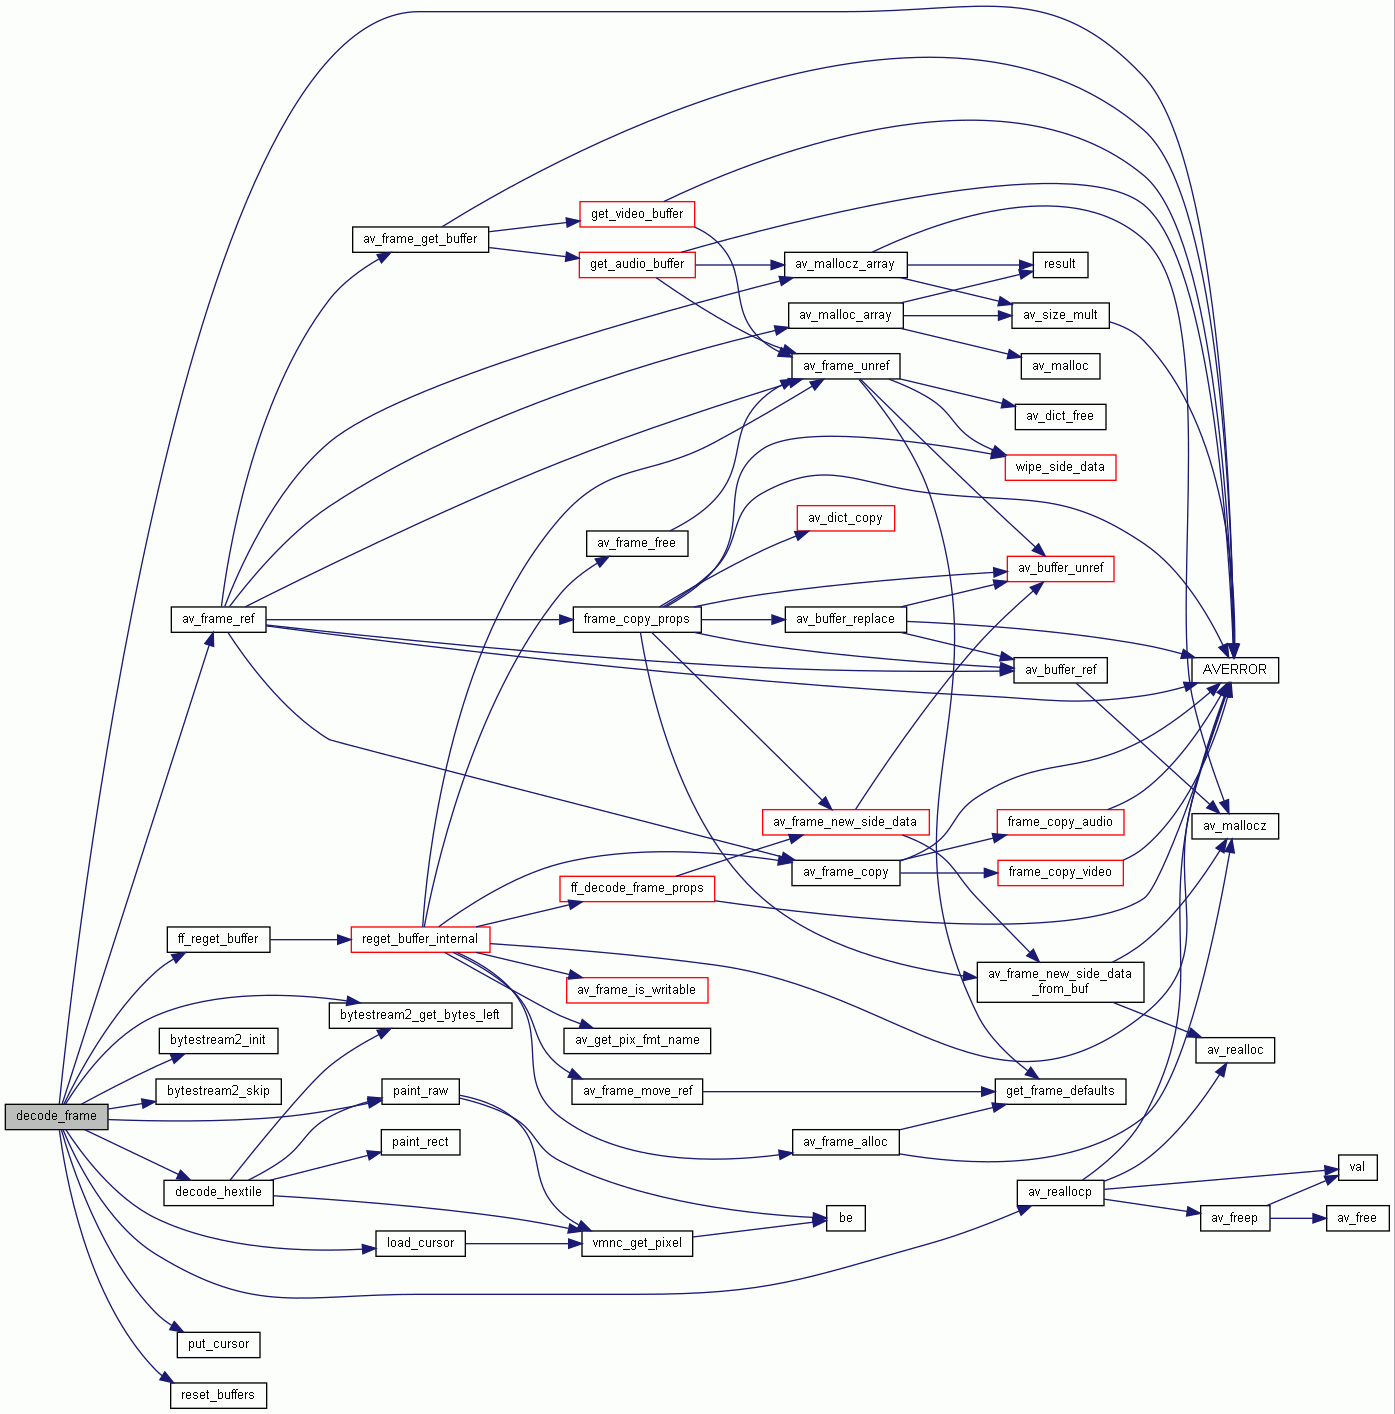 get_video_buffer
av_frame_get_buffer
get_audio_buffer
av_mallocz_array
result
av_malloc_array
av_size_mult
av_frame_unref
av_malloc
av_dict_free
wipe_side_data
av_dict_copy
av_frame_free
av_buffer_unref
av_frame_ref
frame_copy_props
av_buffer_replace
av_buffer_ref
AVERROR
av_frame_new_side_data
frame_copy_audio
av_mallocz
av_frame_copy
frame_copy_video
ff_decode_frame_props
ff_reget_buffer
reget_buffer_internal
av_frame_new_side_data
_from_buf
av_frame_is_writable
bytestream2_get_bytes_left
bytestream2_init
av_get_pix_fmt_name
av_realloc
bytestream2_skip
paint_raw
av_frame_move_ref
get_frame_defaults
decode_frame
paint_rect
av_frame_alloc
val
decode_hextile
av_reallocp
be
av_freep
av_free
load_cursor
vmnc_get_pixel
put_cursor
reset_buffers